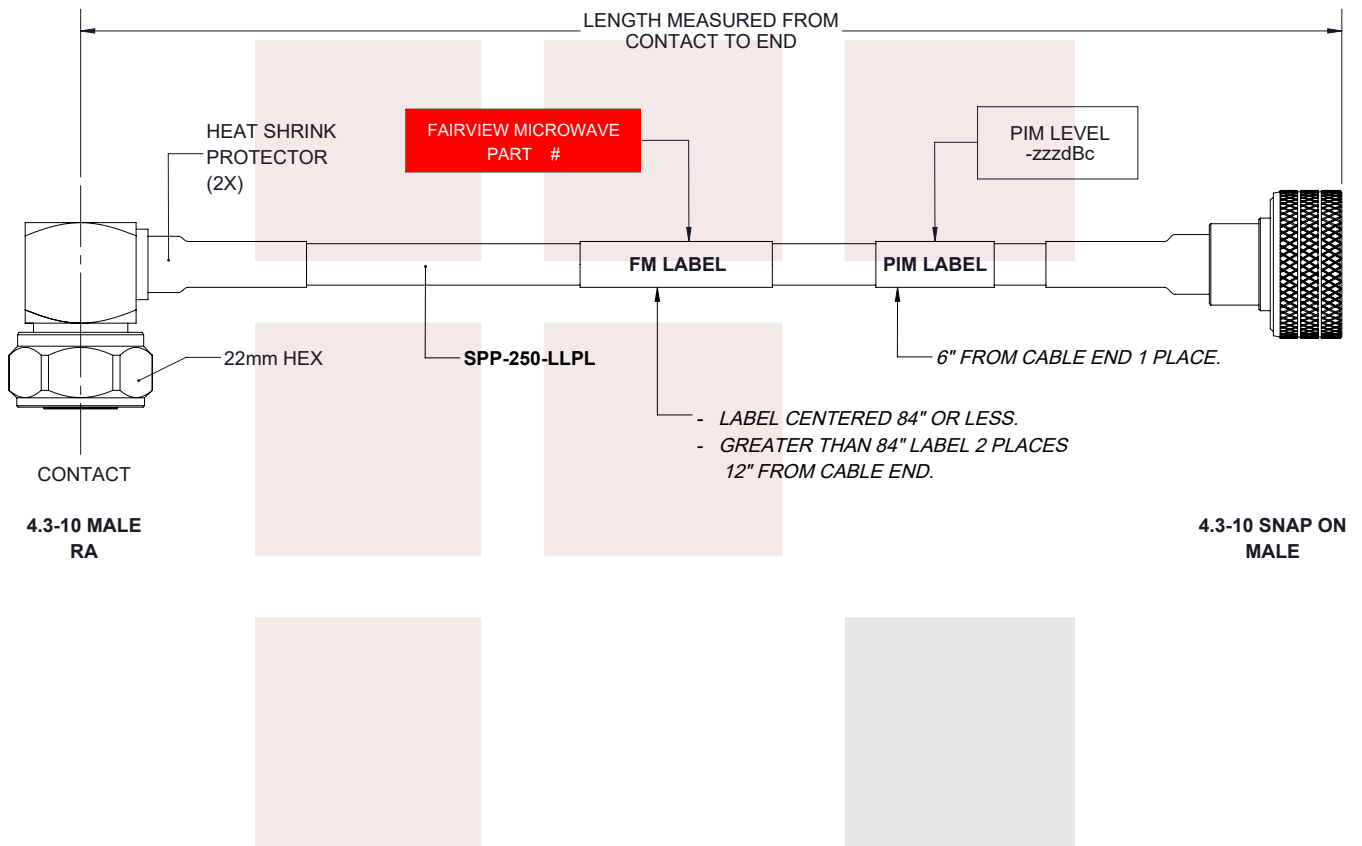 LENGTH MEASURED FROM
CONTACT TO END
HEAT SHRINK
PROTECTOR
(2X)
FAIRVIEW MICROWAVE
PART #
PIM LEVEL
-zzzdBc
FM LABEL
PIM LABEL
22mm HEX
SPP-250-LLPL
6" FROM CABLE END 1 PLACE.
- LABEL CENTERED 84" OR LESS.
- GREATER THAN 84" LABEL 2 PLACES
12" FROM CABLE END.
CONTACT
4.3-10 MALE
RA
4.3-10 SNAP ON
MALE